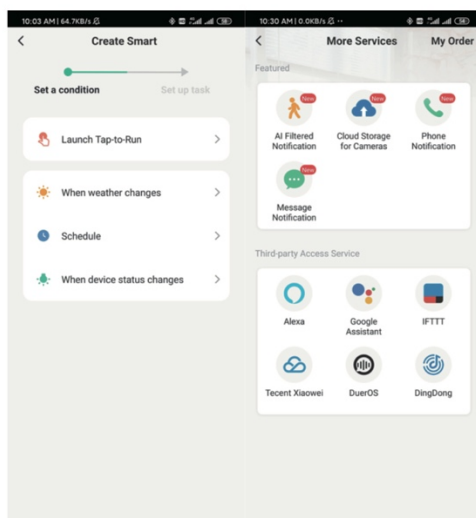 10:03 AM | 64.7KB/s
Create Smart
Set a condition
Set up task
Launch Tap-to-Run
When weather changes
Schedule
When device status changes
10:30 AM | 0.0KB/s
More Services
My Order
Featured
New
New
New
AI Filtered
Notification
Cloud Storage
for Cameras
Phone
Notification
New
Message
Notification
Third-party Access Service
Alexa
Google
Assistant
IFTTT
Tecent Xiaowei
DuerOS
DingDong